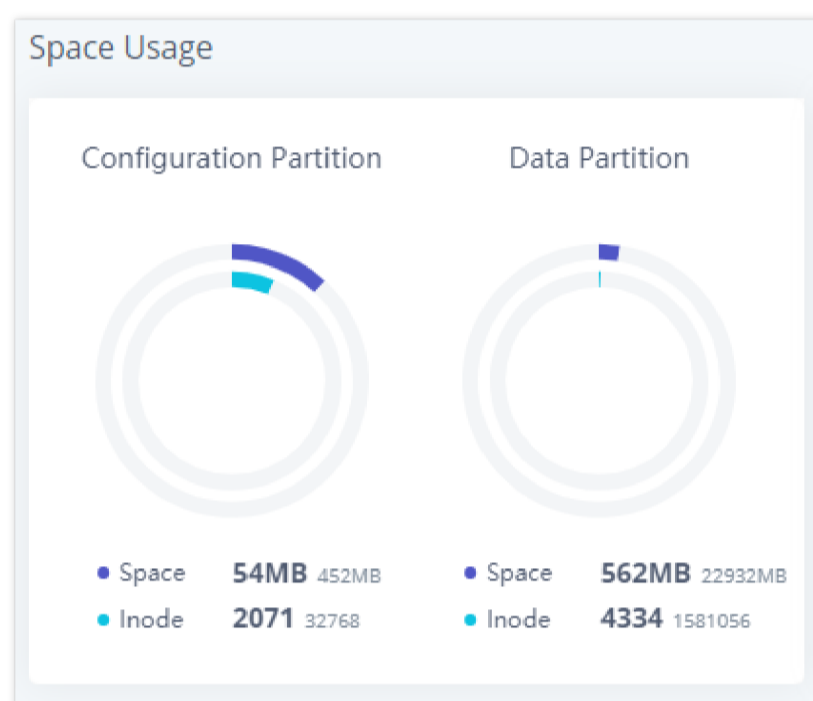 Space Usage
Configuration Partition
Space 54MB 452MB
Inode 2071 32768
Data Partition
Space 562MB 22932MB
Inode 4334 1581056